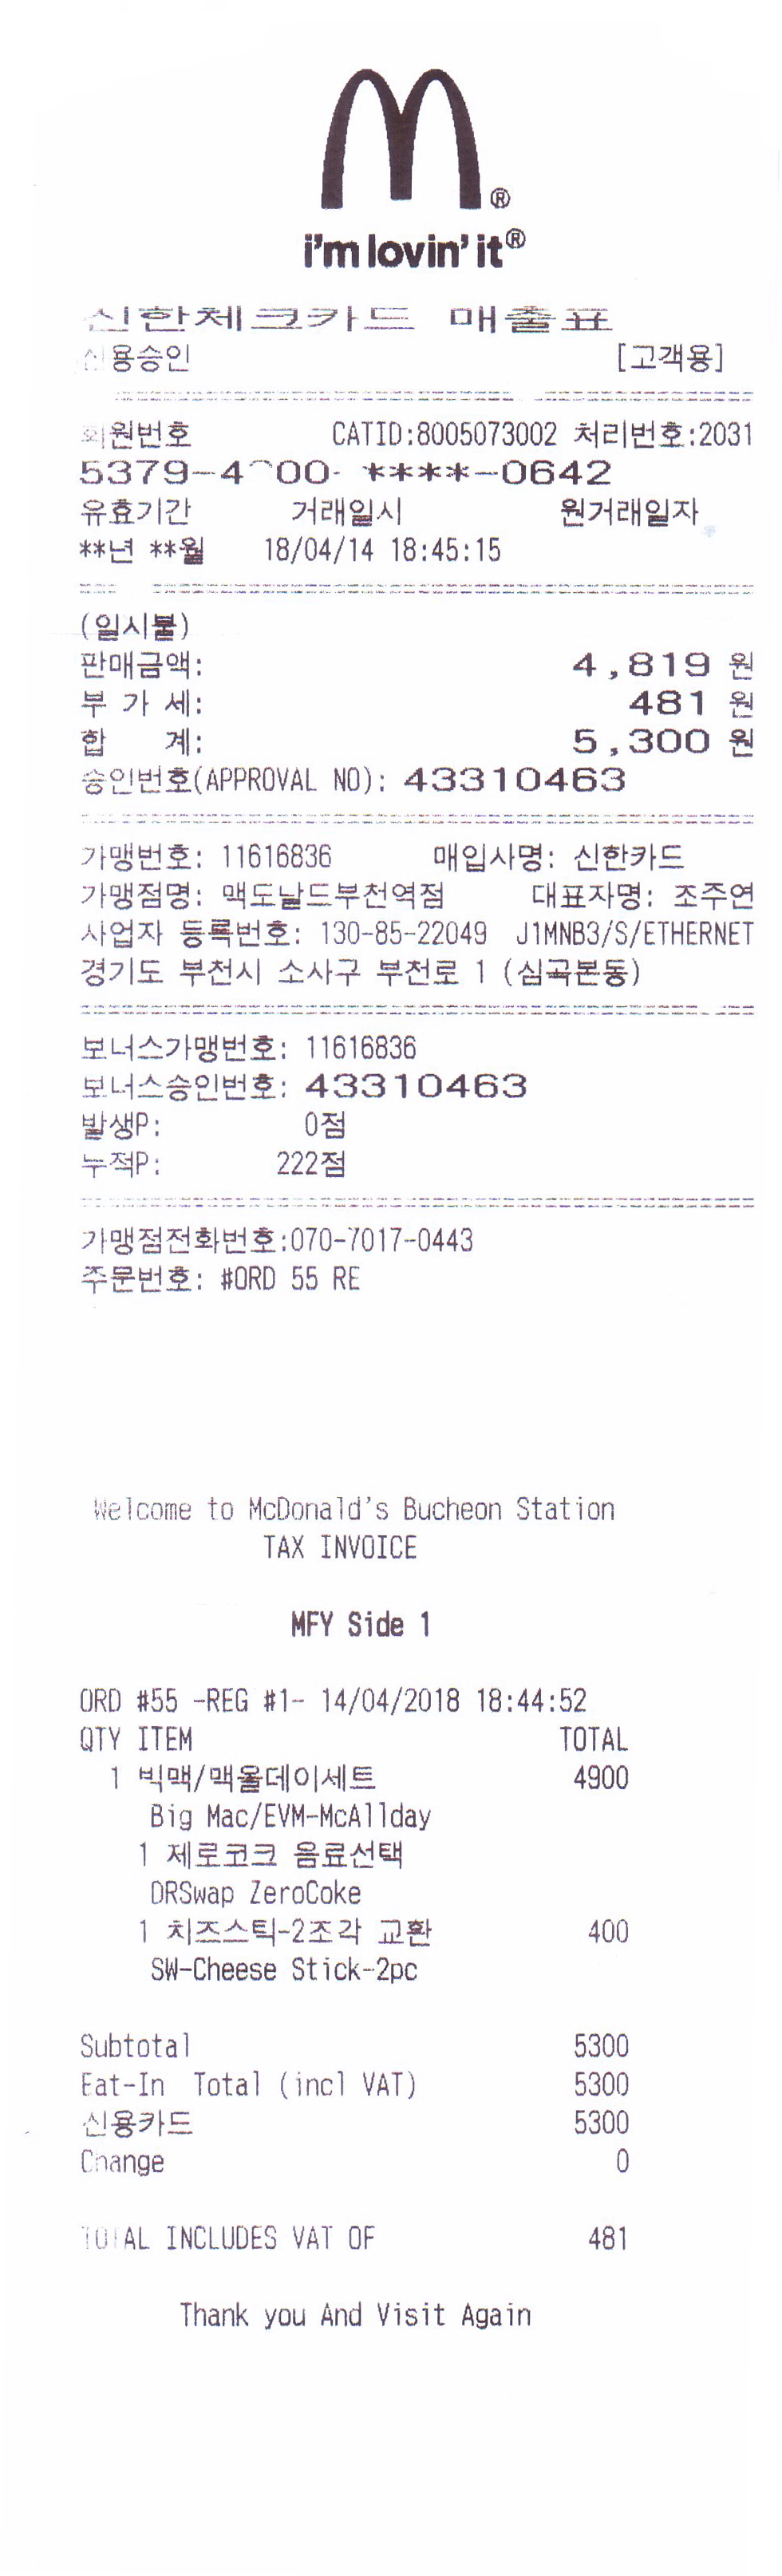 M®
i'm lovin' it®
신한체크카드 매출표
신용승인 [고객용]
회원번호 CATID:8005073002 처리번호:2031
****-0642
유효기간 거래일시 원거래일자
**년 **월 18/04/14 18:45:15
(일시불)
판매금액: 4,819 원
부 가 세: 481 원
합 계: 5,300 원
승인번호(APPROVAL NO): 43310463
가맹번호: 11616836 매입사명: 신한카드
가맹점명: 맥도날드부천역점 대표자명: 조주연
사업자 등록번호: 130-85-22049 J1MNB3/S/ETHERNET
경기도 부천시 소사구 부천로 1 (심곡본동)
보너스가맹번호: 11616836
보너스승인번호: 43310463
발생P: 0점
누적P: 222점
가맹점전화번호:070-7017-0443
주문번호: #ORD 55 RE
Welcome to McDonald's Bucheon Station
TAX INVOICE
MFY Side 1
ORD #55 -REG #1- 14/04/2018 18:44:52
QTY ITEM TOTAL
1 빅맥/맥올데이세트 4900
Big Mac/EVM-McAllday
1 제로코크 음료선택
DRSwap ZeroCoke
1 치즈스틱-2조각 교환 400
SW-Cheese Stick-2pc
Subtotal 5300
Eat-In Total (incl VAT) 5300
신용카드 5300
Change 0
TOTAL INCLUDES VAT OF 481
Thank you And Visit Again